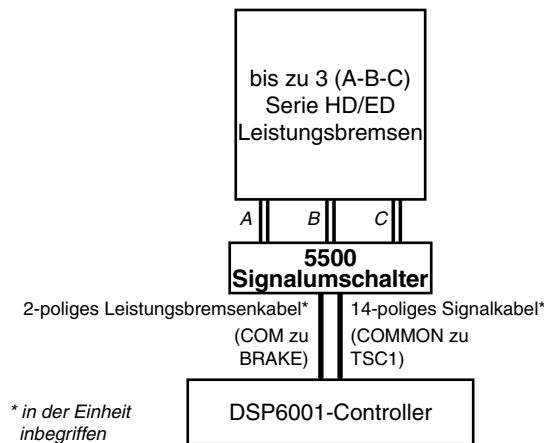 bis zu 3 (A-B-C)
Serie HD/ED
Leistungsbremsen
A B C
5500
Signalumschalter
2-poliges Leistungsbremsenkabel*
(COM zu
BRAKE)
14-poliges Signalkabel*
(COMMON zu
TSC1)
DSP6001-Controller
* in der Einheit
inbegriffen